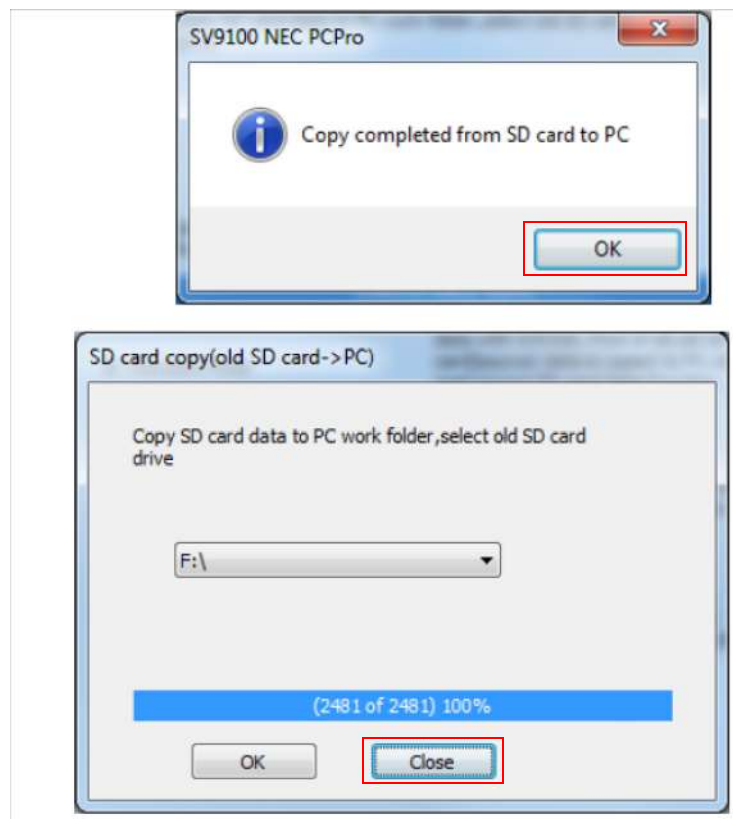 SV9100 NEC PCPro
Copy completed from SD card to PC
OK
SD card copy(old SD card->PC)
Copy SD card data to PC work folder,select old SD card
drive
F:\
(2481 of 2481) 100%
OK Close